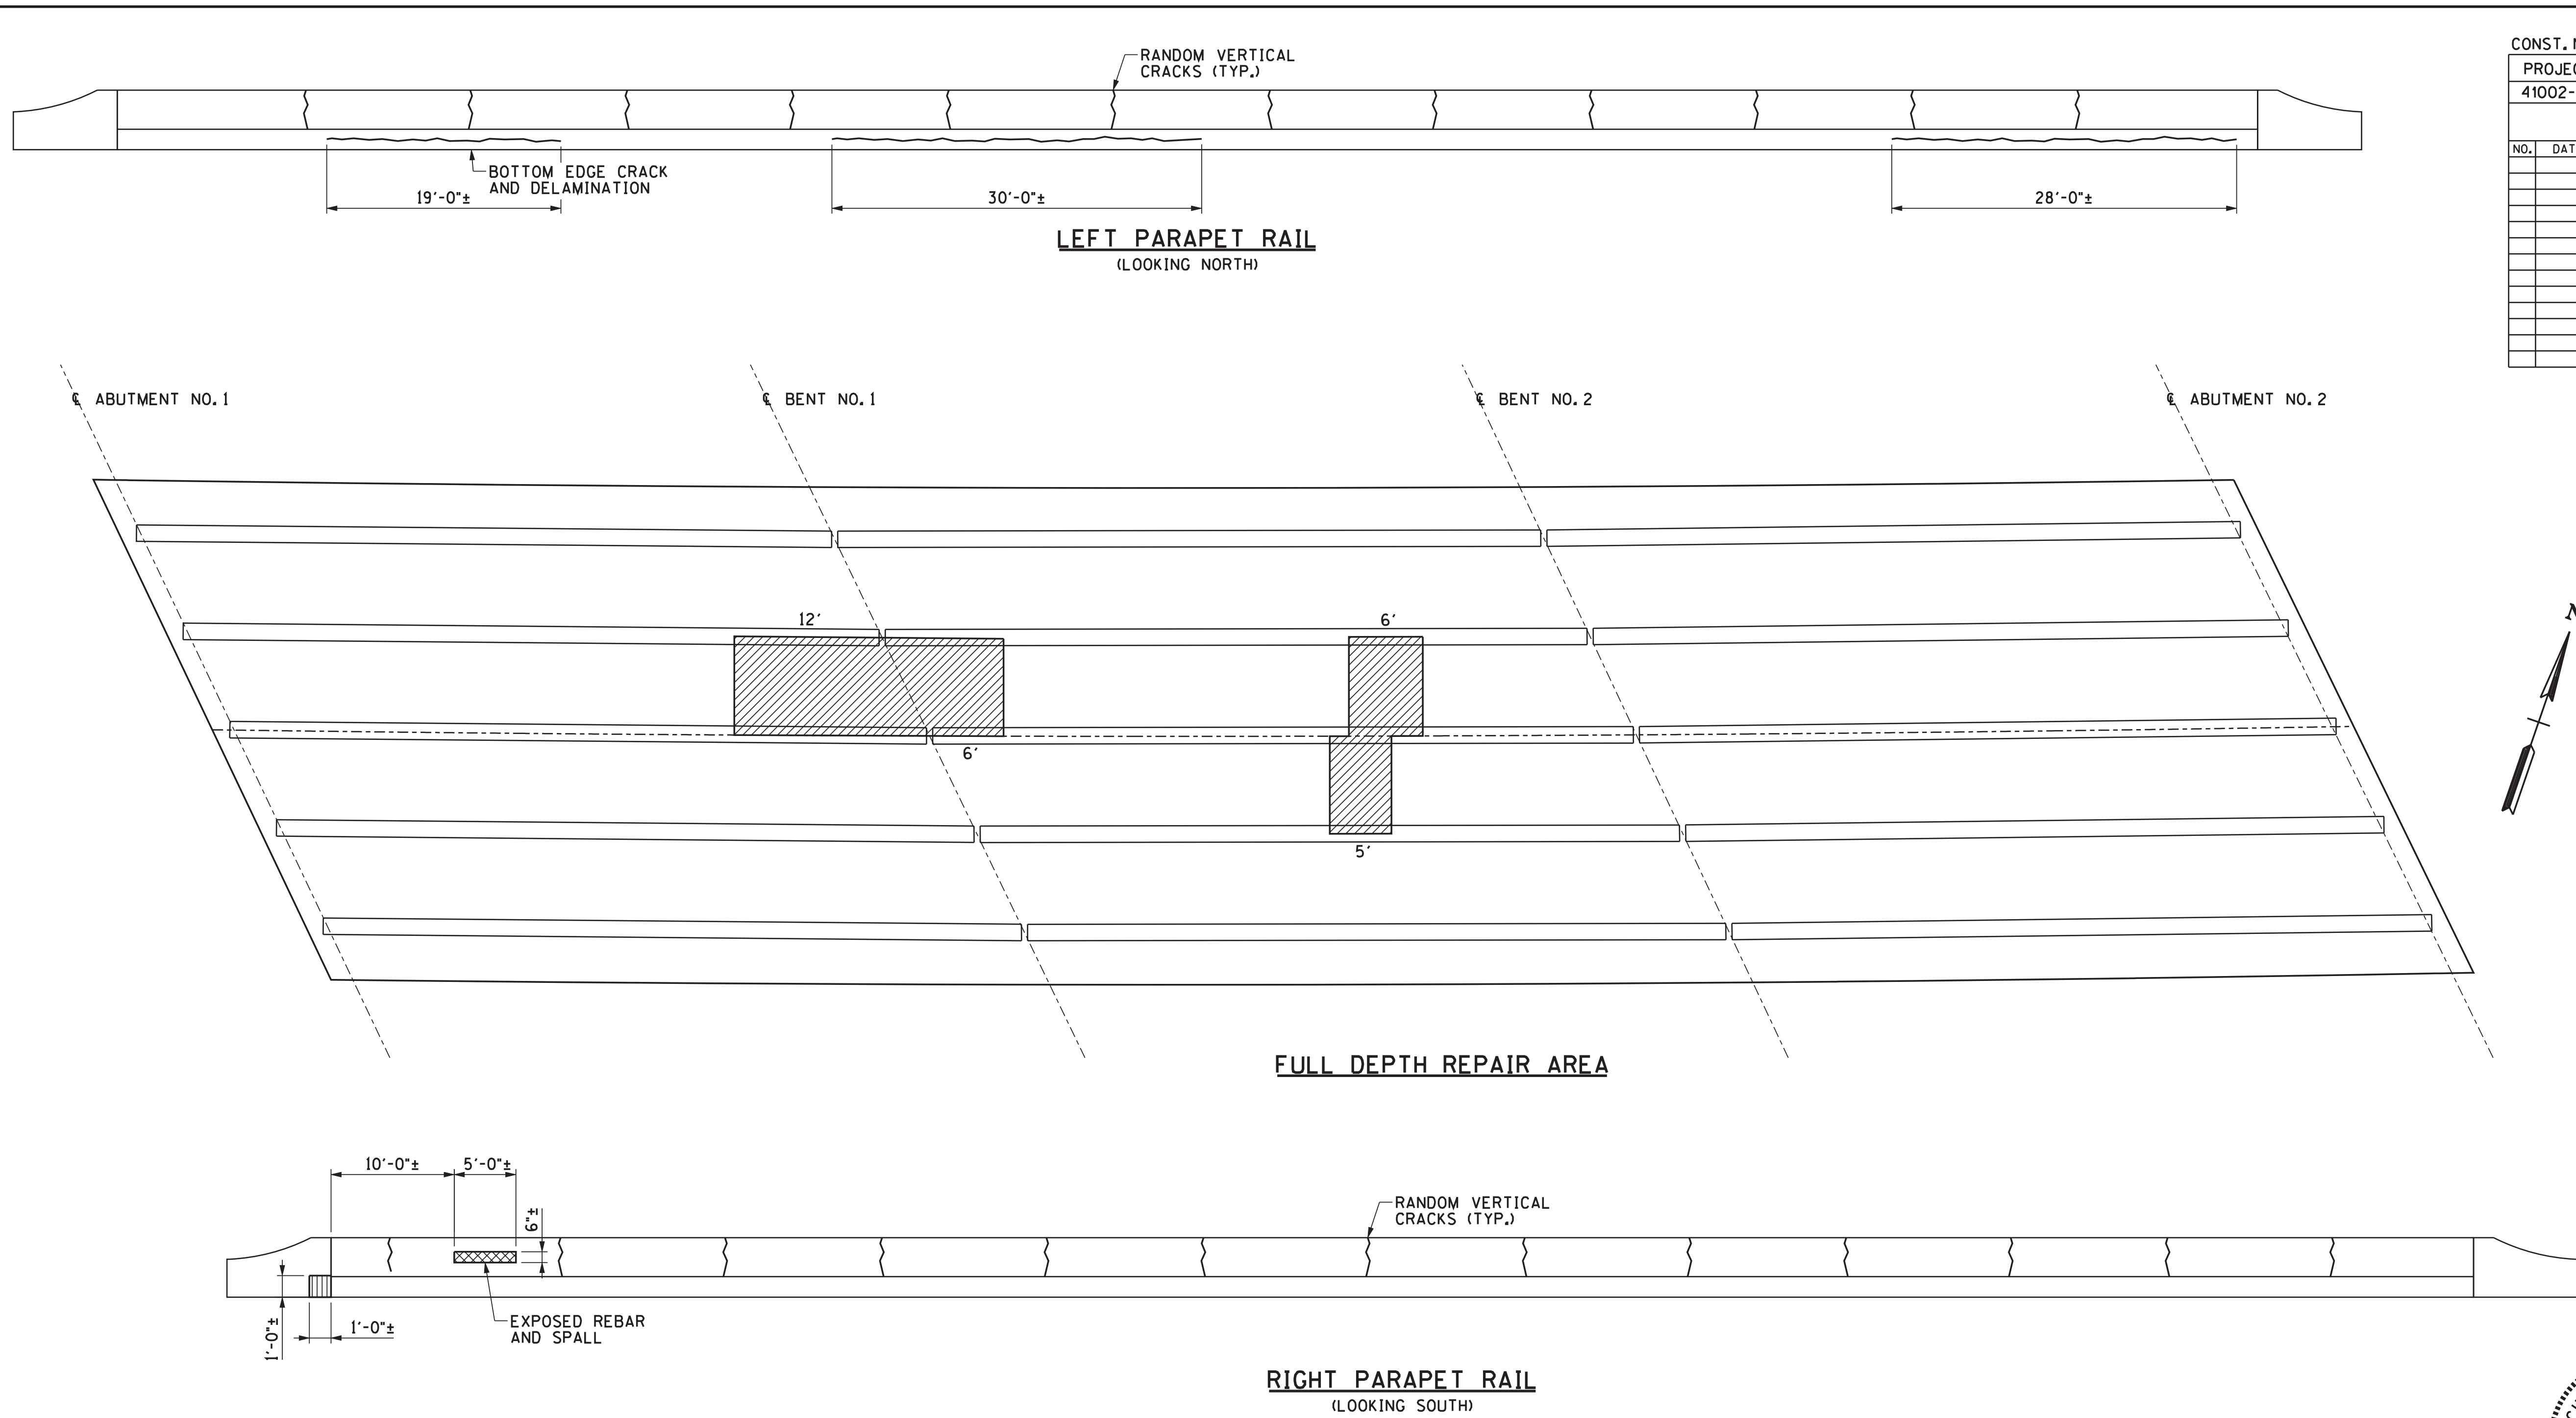 RANDOM VERTICAL
CRACKS (TYP.)
BOTTOM EDGE CRACK
AND DELAMINATION
19'-0"±
30'-0"±
28'-0"±
LEFT PARAPET RAIL
(LOOKING NORTH)
CONST.
41002-
NO.
℄ ABUTMENT NO. 1
℄ BENT NO. 1
℄ BENT NO. 2
℄ ABUTMENT NO. 2
12'
6'
6'
5'
FULL DEPTH REPAIR AREA
10'-0"±
5'-0"±
6"±
RANDOM VERTICAL
CRACKS (TYP.)
1'-0"±
1'-0"±
EXPOSED REBAR
AND SPALL
RIGHT PARAPET RAIL
(LOOKING SOUTH)